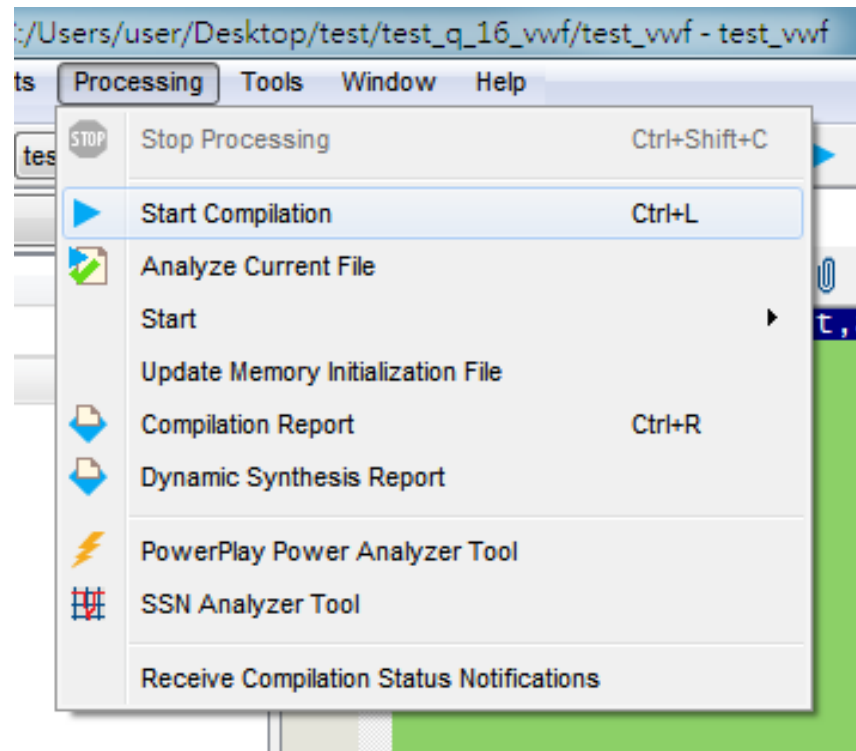 :/Users/user/Desktop/test/test_q_16_vwf/test_vwf - test_vwf
ts Processing Tools Window Help
tes
STOP Stop Processing Ctrl+Shift+C
Start Compilation Ctrl+L
Analyze Current File
Start
t,
Update Memory Initialization File
Compilation Report Ctrl+R
Dynamic Synthesis Report
PowerPlay Power Analyzer Tool
SSN Analyzer Tool
Receive Compilation Status Notifications